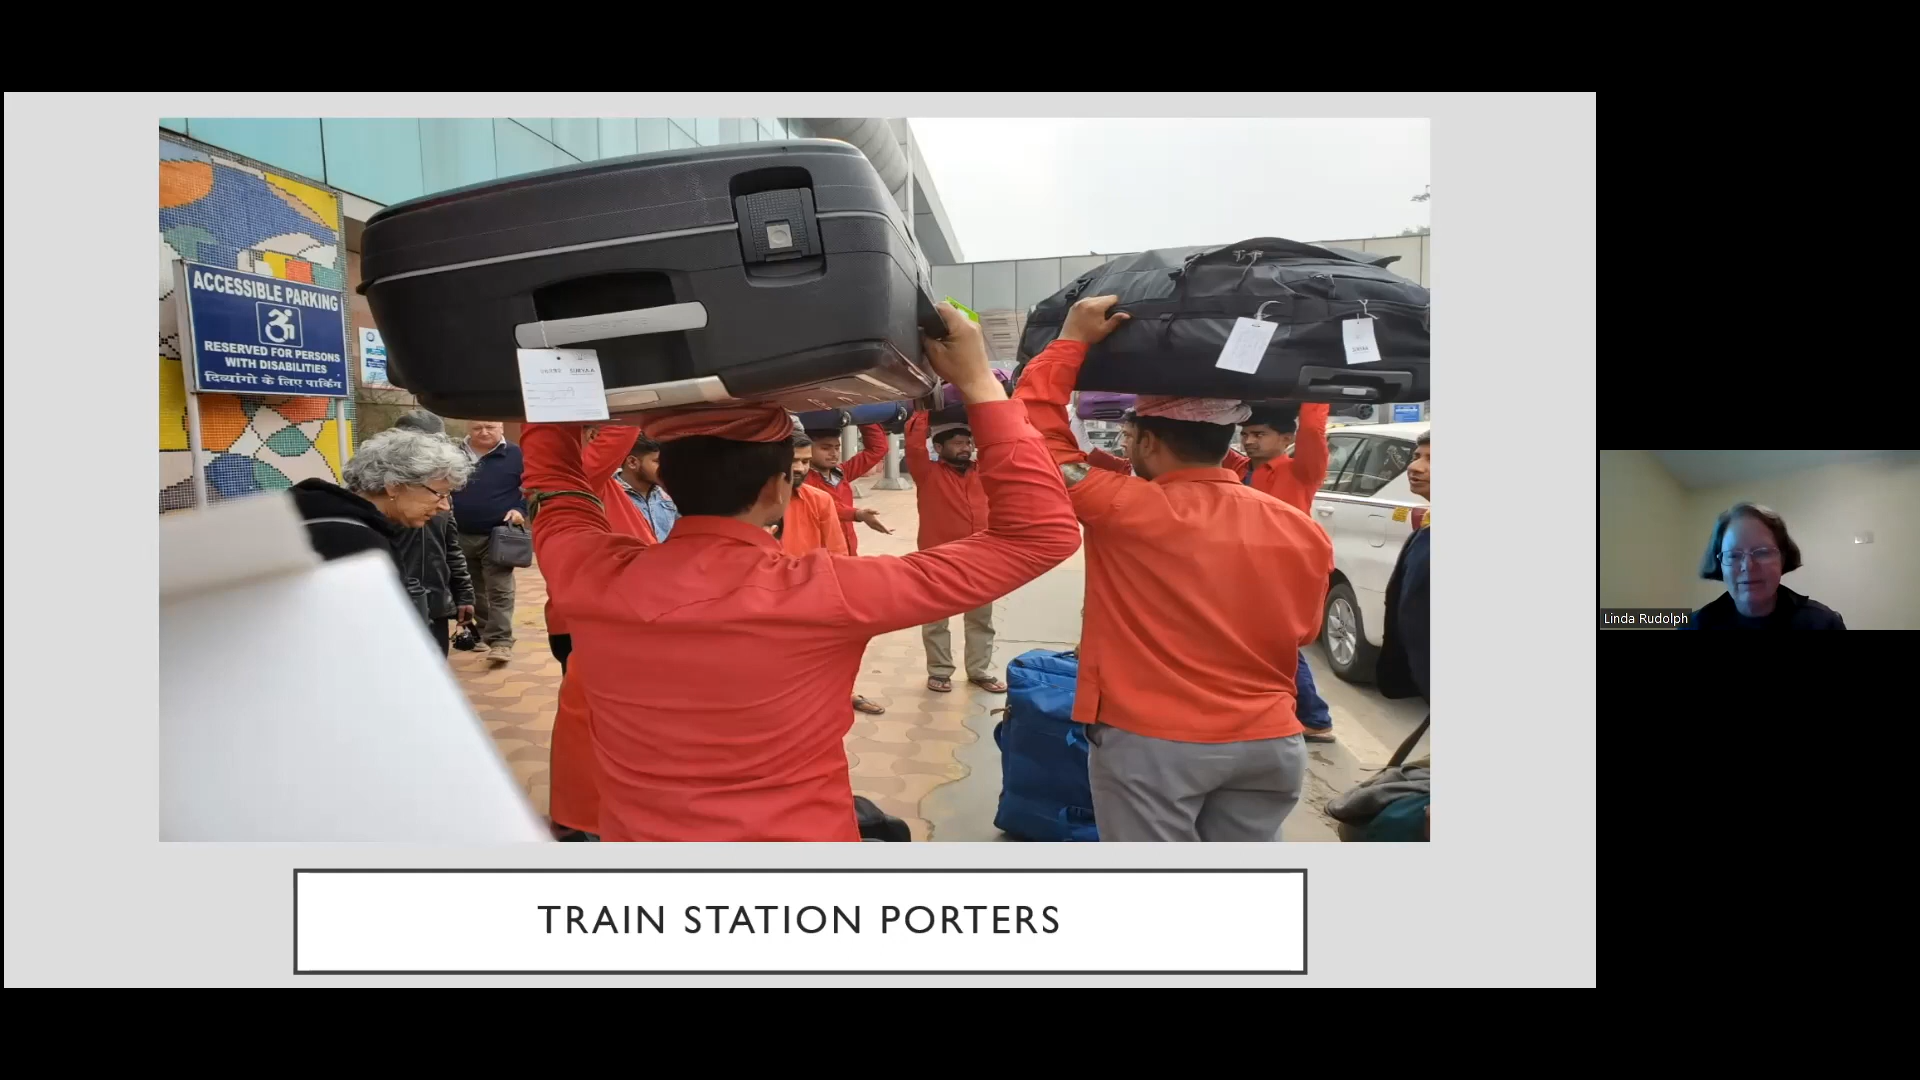 ACCESSIBLE PARKING
RESERVED FOR PERSONS
WITH DISABILITIES
दिव्यांगो के लिए पार्किंग
TRAIN STATION PORTERS
Linda Rudolph